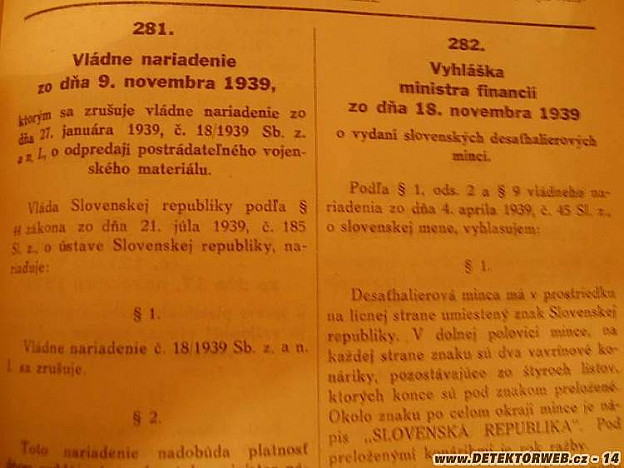 281.
Vládne nariadenie
zo dňa 9. novembra 1939,
ktorým sa zrušuje vládne nariadenie zo
dňa 27. januára 1939, č. 18/1939 Sb. z.
a n. I, o odpredaji postrádateľného vojen-
ského materiálu.
Vláda Slovenskej republiky podľa §
zákona zo dňa 21. júla 1939, č. 185
Sl. z., o ústave Slovenskej republiky, na-
riaďuje:
§ 1.
Vládne nariadenie č. 18/1939 Sb. z. a n.
I. sa zrušuje.
§ 2.
Toto nariadenie nadobúda platnosť
282.
Vyhláška
ministra financií
zo dňa 18. novembra 1939
o vydaní slovenských desaťhalierových
mincí.
Podľa § 1, ods. 2 a § 9 vládneho na-
riadenia zo dňa 4. apríla 1939, č. 45 Sl. z.,
o slovenskej mene, vyhlasujem:
§ 1.
Desaťhalierová minca má v prostriedku
na lícnej strane umiestený znak Slovenskej
republiky. V dolnej polovici mince, na
každej strane znaku sú dva vavrínové ko-
náriky, pozostávajúce zo štyroch listov,
ktorých konce sú pod znakom preložené.
Okolo znaku po celom okraji mince je ná-
pis „SLOVENSKÁ REPUBLIKA". Pod
preloženými konárikmi je rok ražby.
www.DETEKTORWEB.cz - 14